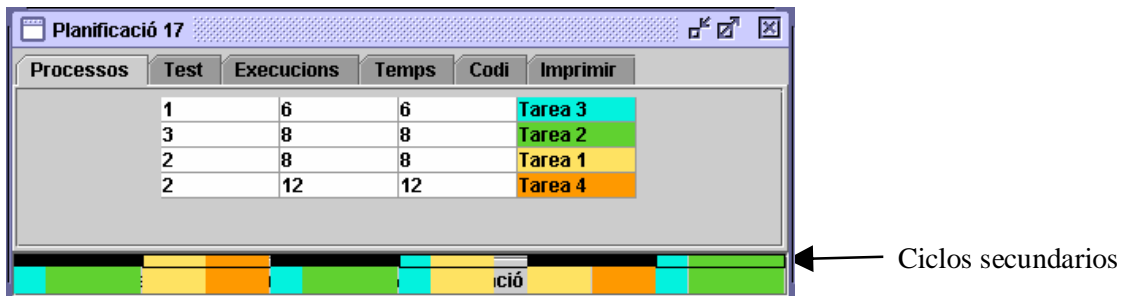 Planificació 17
Processos Test Execucions Temps Codi Imprimir
1 6 6 Tarea 3
3 8 8 Tarea 2
2 8 8 Tarea 1
2 12 12 Tarea 4
Ciclos secundarios